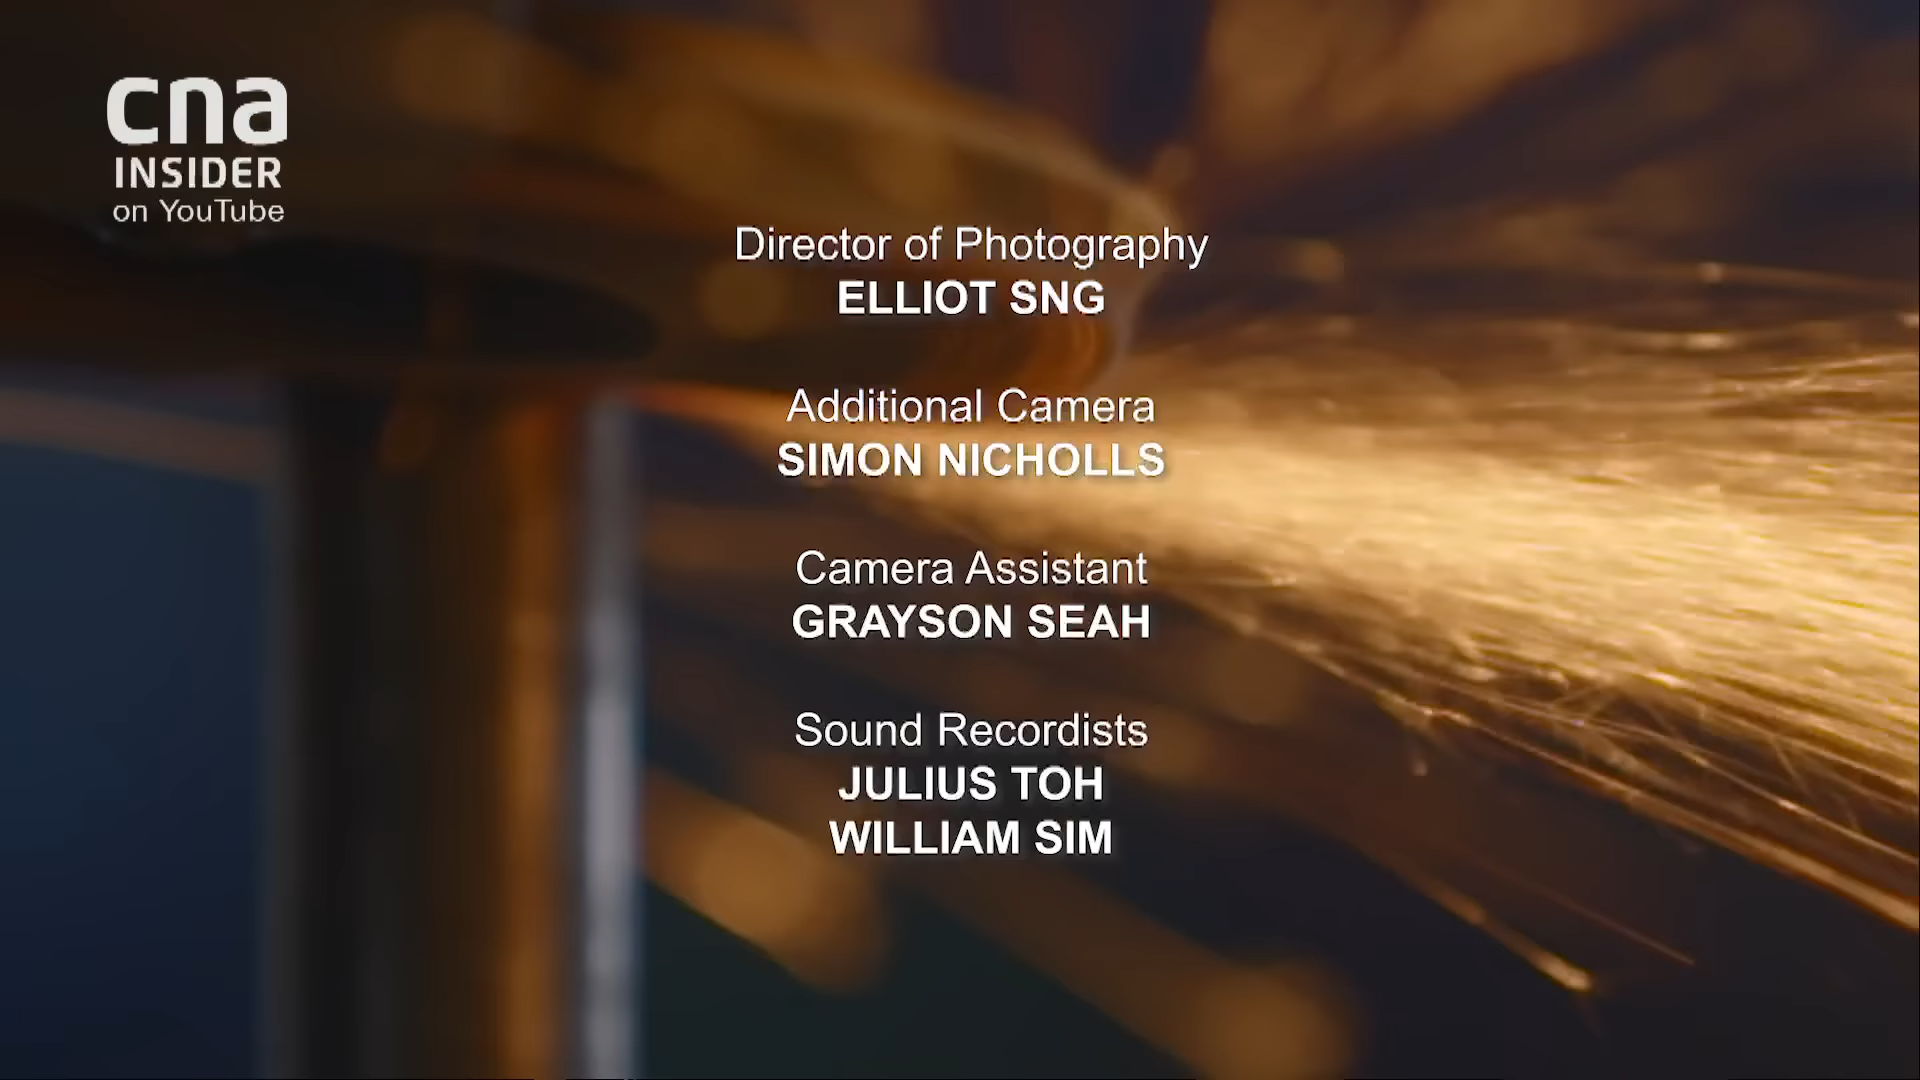 cna
INSIDER
on YouTube
Director of Photography
ELLIOT SNG
Additional Camera
SIMON NICHOLLS
Camera Assistant
GRAYSON SEAH
Sound Recordists
JULIUS TOH
WILLIAM SIM